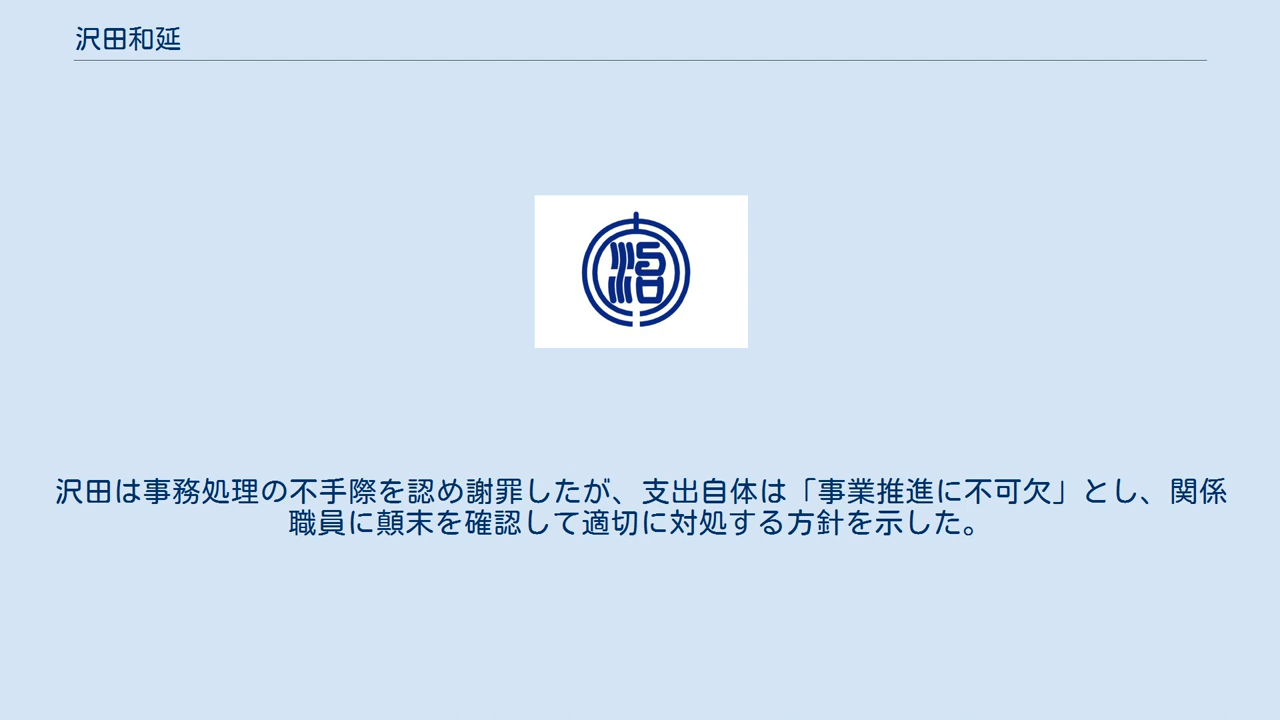 沢田和延
沢田は事務処理の不手際を認め謝罪したが、支出自体は「事業推進に不可欠」とし、関係
職員に顛末を確認して適切に対処する方針を示した。